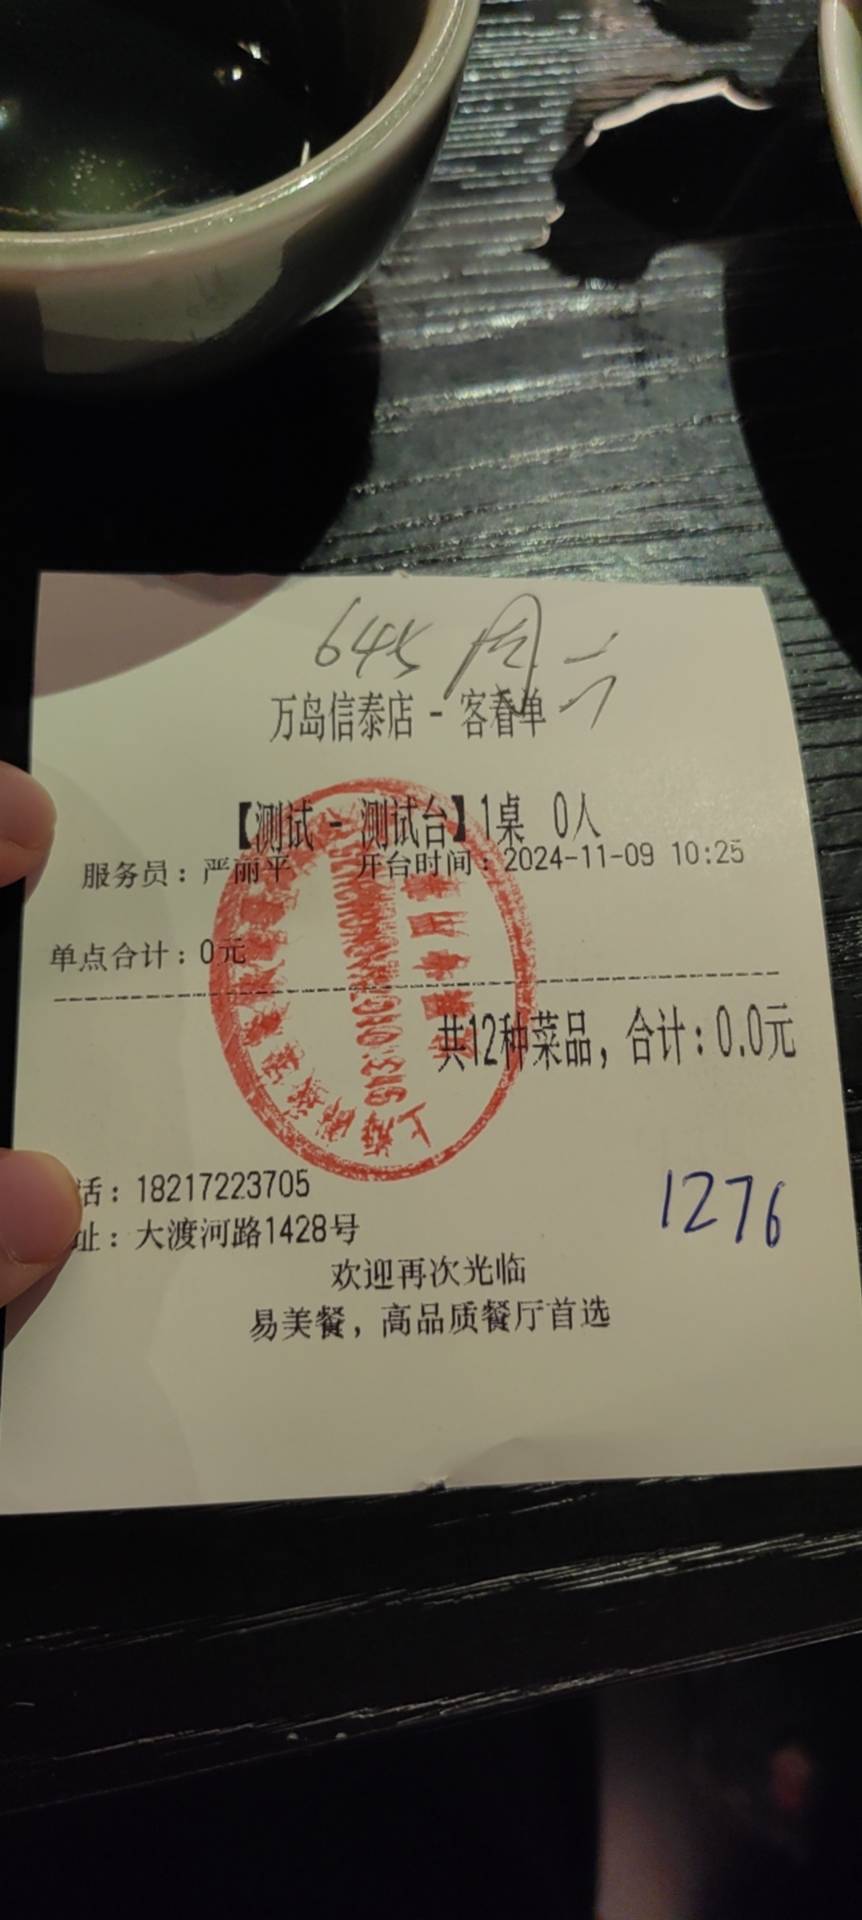 645 周六
万岛信泰店 - 客看单
【测试 - 测试台】1桌 0人
服务员：严丽平 开台时间：2024-11-09 10:25
单点合计：0元
共12种菜品，合计：0.0元
话：18217223705
址：大渡河路1428号
1276
欢迎再次光临
易美餐，高品质餐厅首选